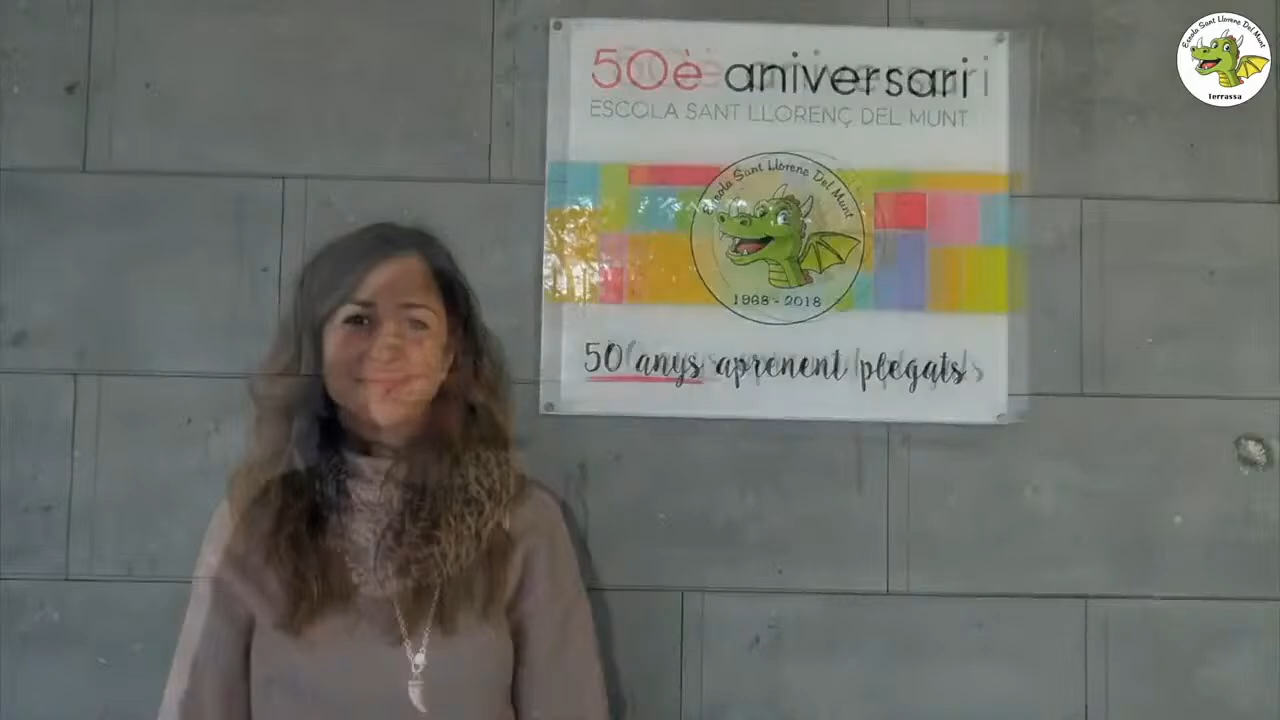 50è aniversari
ESCOLA SANT LLORENÇ DEL MUNT
Escola Sant Llorenç Del Munt
1968 - 2018
50 anys aprenent plegats
Escola Sant Llorenç Del Munt
Terrassa